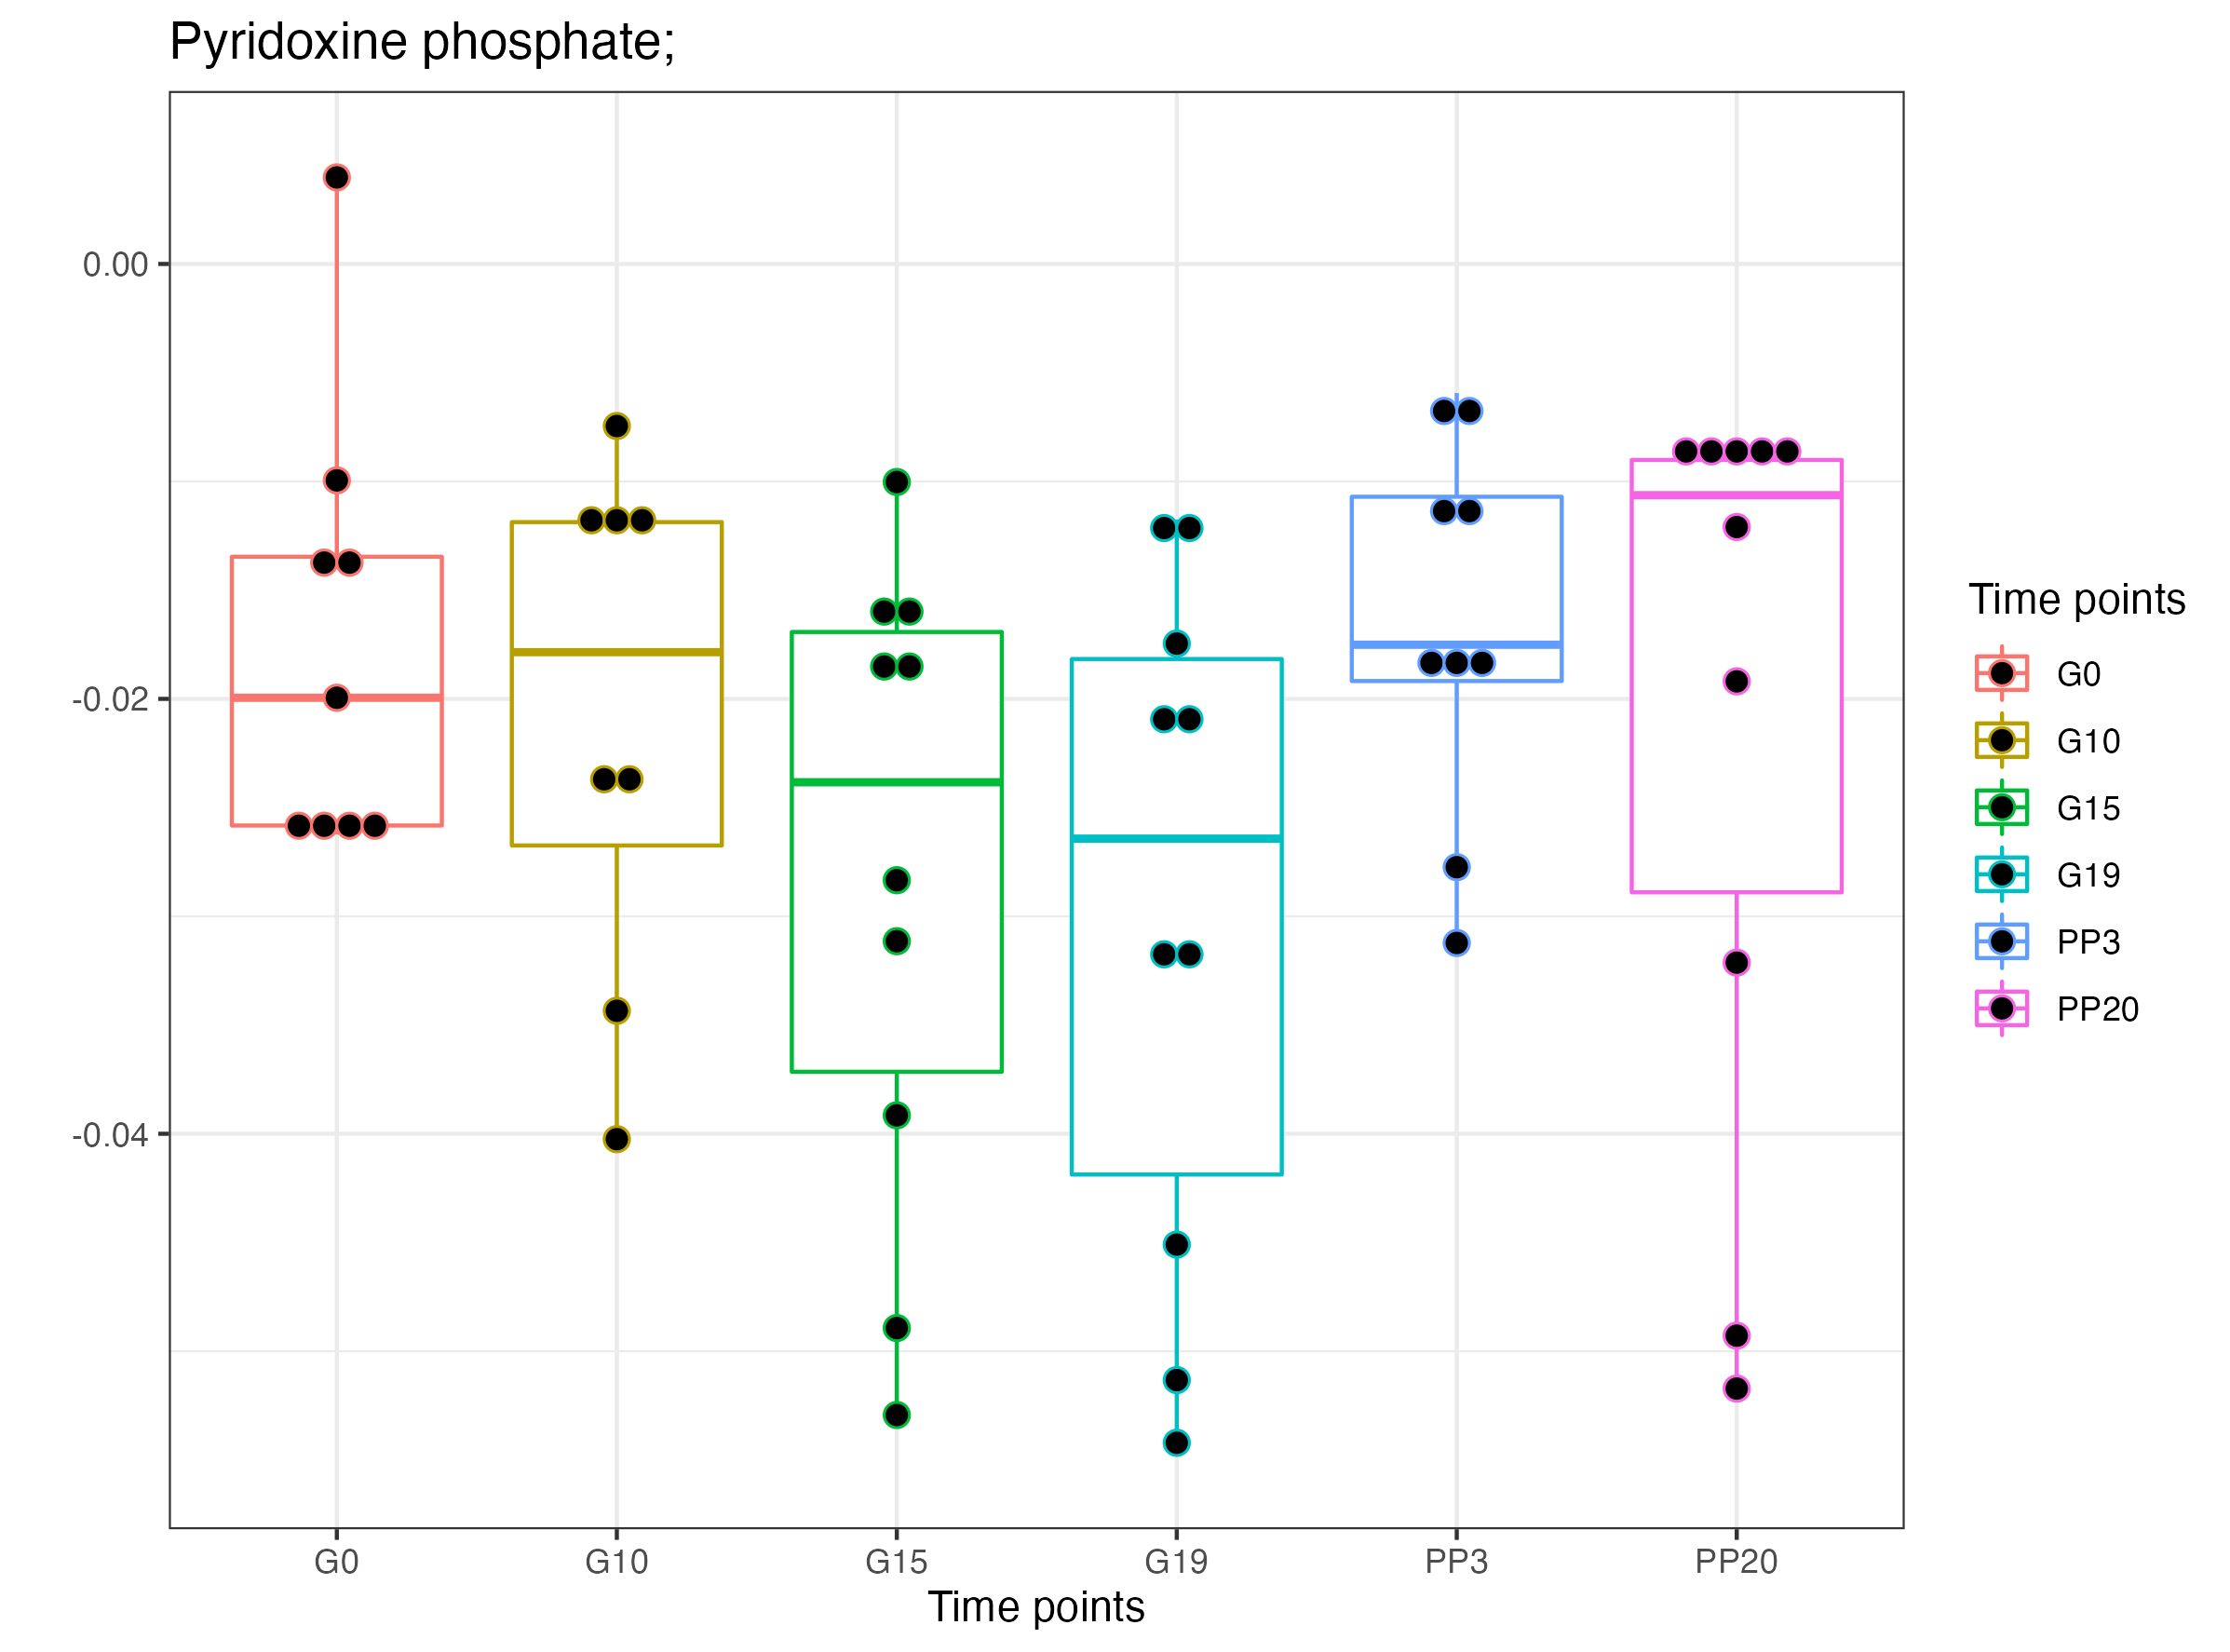 Pyridoxine phosphate;
0.00
-0.02
-0.04
G0 G10 G15 G19 PP3 PP20
Time points
Time points
G0
G10
G15
G19
PP3
PP20